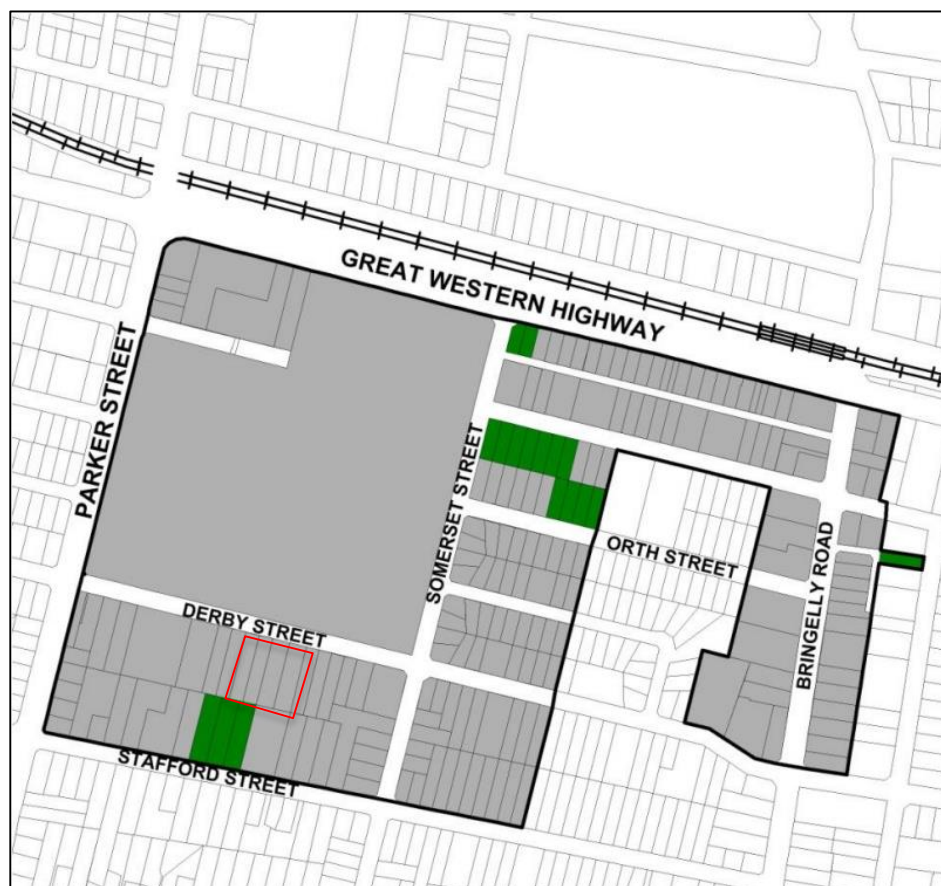 GREAT WESTERN HIGHWAY
PARKER STREET
SOMERSET STREET
ORTH STREET
BRINGELLY ROAD
DERBY STREET
STAFFORD STREET